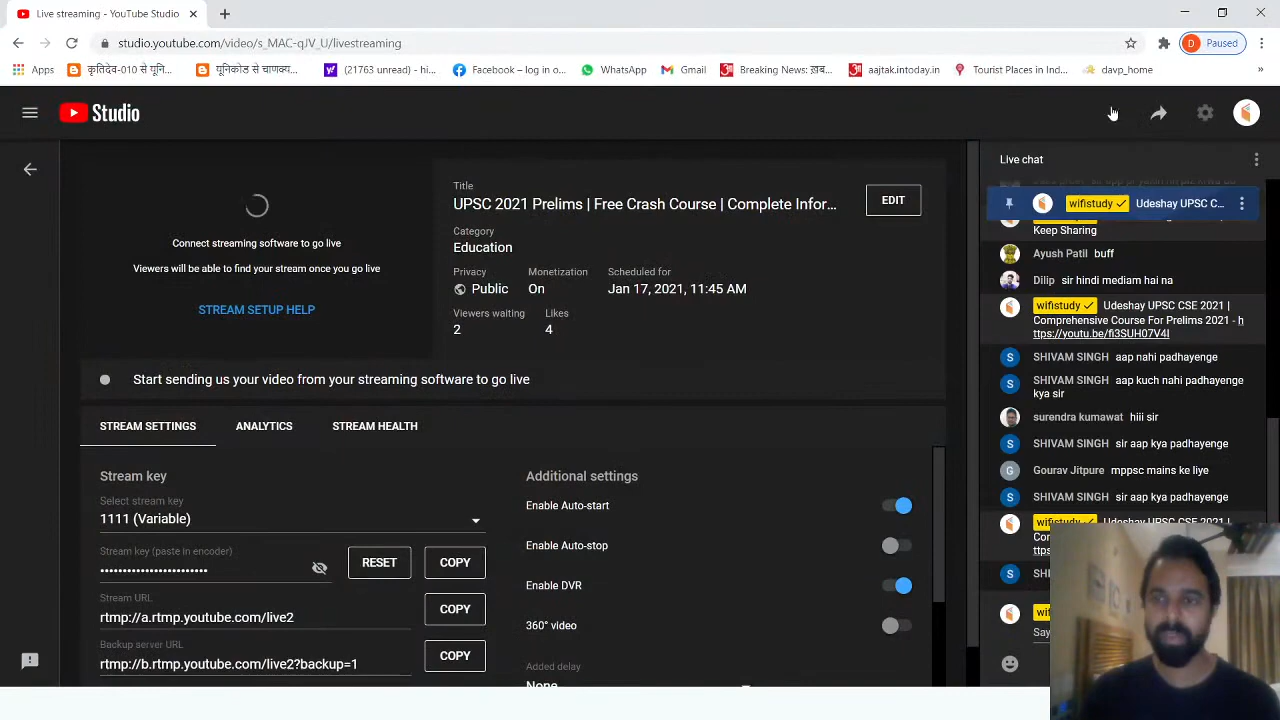 Live streaming - YouTube Studio
studio.youtube.com/video/s_MAC-qJV_U/livestreaming
D Paused
Apps
कृतिदेव-010 से यूनि...
यूनिकोड से चाणक्य...
(21763 unread) - hi...
Facebook – log in o...
WhatsApp
Gmail
Breaking News: ख़ब...
aajtak.intoday.in
Tourist Places in Ind...
davp_home
Studio
Connect streaming software to go live
Viewers will be able to find your stream once you go live
STREAM SETUP HELP
Title
UPSC 2021 Prelims | Free Crash Course | Complete Infor...
EDIT
Category
Education
Privacy
Public
Monetization
On
Scheduled for
Jan 17, 2021, 11:45 AM
Viewers waiting
2
Likes
4
Start sending us your video from your streaming software to go live
STREAM SETTINGS
ANALYTICS
STREAM HEALTH
Stream key
Select stream key
1111 (Variable)
Stream key (paste in encoder)
RESET
COPY
Stream URL
rtmp://a.rtmp.youtube.com/live2
COPY
Backup server URL
rtmp://b.rtmp.youtube.com/live2?backup=1
COPY
Additional settings
Enable Auto-start
Enable Auto-stop
Enable DVR
360° video
Added delay
None
Live chat
wifistudy Udeshay UPSC C...
Keep Sharing
Ayush Patil buff
Dilip sir hindi mediam hai na
wifistudy Udeshay UPSC CSE 2021 |
Comprehensive Course For Prelims 2021 - h
ttps://youtu.be/fi3SUH07V4I
S SHIVAM SINGH aap nahi padhayenge
S SHIVAM SINGH aap kuch nahi padhayenge
kya sir
surendra kumawat hiii sir
S SHIVAM SINGH sir aap kya padhayenge
G Gourav Jitpure mppsc mains ke liye
S SHIVAM SINGH sir aap kya padhayenge
wifistudy Udeshay UPSC CSE 2021 |
S